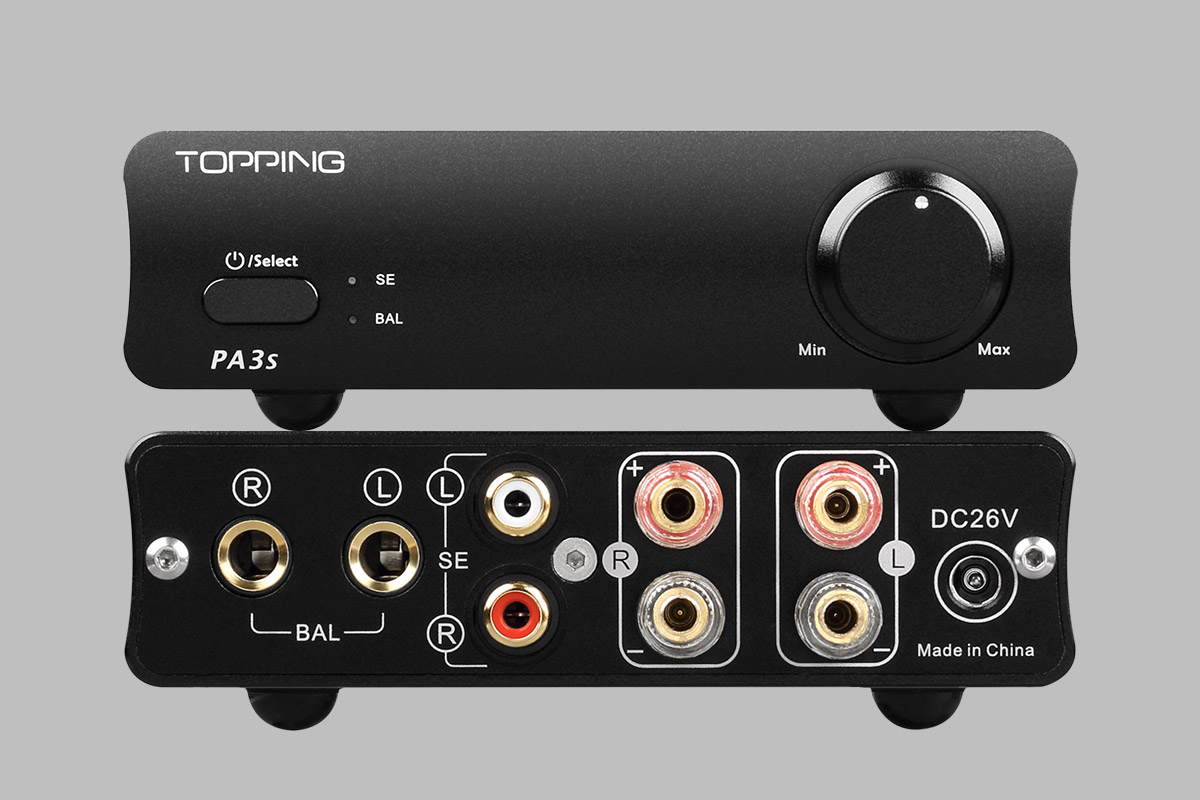 TOPPING
/Select
SE
BAL
PA3s
Min
Max
R
L
BAL
L
SE
R
+
R
−
+
L
−
DC26V
Made in China